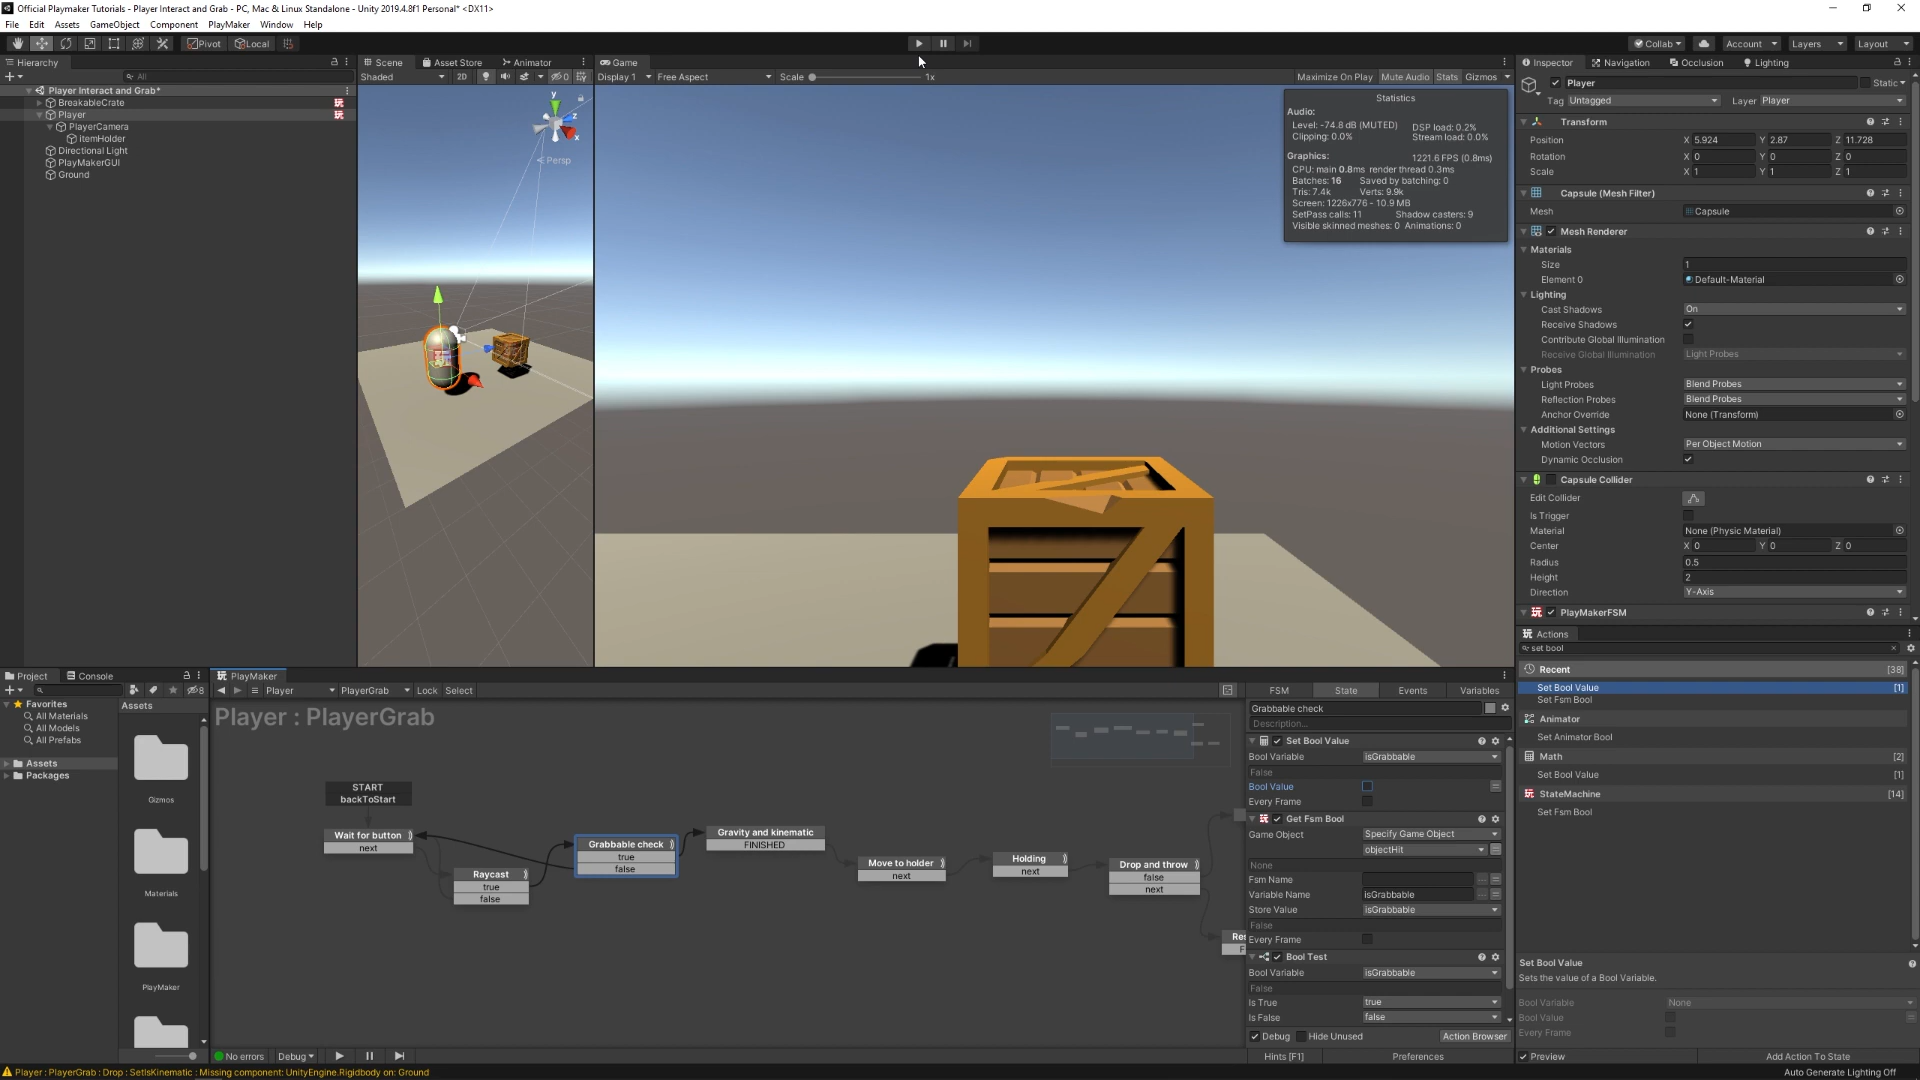 Official Playmaker Tutorials - Player Interact and Grab - PC, Mac & Linux Standalone - Unity 2019.4.8f1 Personal* <DX11>
File Edit Assets GameObject Component PlayMaker Window Help
Pivot Local Collab Account Layers Layout
Hierarchy
All
Player Interact and Grab*
BreakableCrate
Player
PlayerCamera
itemHolder
Directional Light
PlayMakerGUI
Ground
Scene Asset Store Animator
Shaded 2D 0
y
z
x
< Persp
Game
Display 1 Free Aspect Scale 1x Maximize On Play Mute Audio Stats Gizmos
Statistics
Audio:
Level: -74.8 dB (MUTED) DSP load: 0.2%
Clipping: 0.0% Stream load: 0.0%
Graphics: 1221.6 FPS (0.8ms)
CPU: main 0.8ms render thread 0.3ms
Batches: 16 Saved by batching: 0
Tris: 7.4k Verts: 9.9k
Screen: 1226x776 - 10.9 MB
SetPass calls: 11 Shadow casters: 9
Visible skinned meshes: 0 Animations: 0
Inspector Navigation Occlusion Lighting
Player Static
Tag Untagged Layer Player
Transform
Position X 5.924 Y 2.87 Z 11.728
Rotation X 0 Y 0 Z 0
Scale X 1 Y 1 Z 1
Capsule (Mesh Filter)
Mesh Capsule
Mesh Renderer
Materials
Size 1
Element 0 Default-Material
Lighting
Cast Shadows On
Receive Shadows
Contribute Global Illumination
Receive Global Illumination Light Probes
Probes
Light Probes Blend Probes
Reflection Probes Blend Probes
Anchor Override None (Transform)
Additional Settings
Motion Vectors Per Object Motion
Dynamic Occlusion
Capsule Collider
Edit Collider
Is Trigger
Material None (Physic Material)
Center X 0 Y 0 Z 0
Radius 0.5
Height 2
Direction Y-Axis
PlayMakerFSM
Actions
set bool
Recent [38]
Set Bool Value [1]
Set Fsm Bool
Animator
Set Animator Bool
Math [2]
Set Bool Value [1]
StateMachine [14]
Set Fsm Bool
Set Bool Value
Sets the value of a Bool Variable.
Bool Variable None
Bool Value
Every Frame
Preview Add Action To State
Project Console
8
Favorites
All Materials
All Models
All Prefabs
Assets
Packages
Assets
Gizmos
Materials
PlayMaker
PlayMaker
Player PlayerGrab Lock Select
Player : PlayerGrab
START
backToStart
Wait for button
next
Raycast
true
false
Grabbable check
true
false
Gravity and kinematic
FINISHED
Move to holder
next
Holding
next
Drop and throw
false
next
Res
F
No errors Debug
FSM State Events Variables
Grabbable check
Description...
Set Bool Value
Bool Variable isGrabbable
False
Bool Value
Every Frame
Get Fsm Bool
Game Object Specify Game Object
objectHit
None
Fsm Name
Variable Name isGrabbable
Store Value isGrabbable
False
Every Frame
Bool Test
Bool Variable isGrabbable
False
Is True true
Is False false
Debug Hide Unused Action Browser
Hints [F1] Preferences
Player : PlayerGrab : Drop : SetIsKinematic : Missing component: UnityEngine.Rigidbody on: Ground
Auto Generate Lighting Off